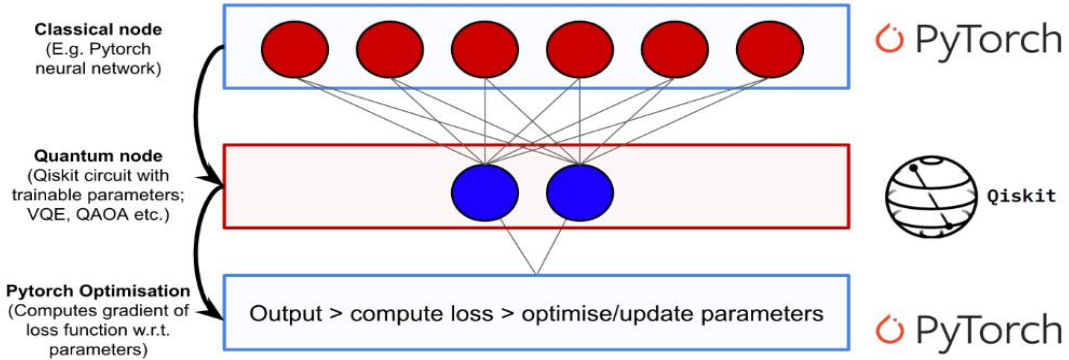 Classical node
(E.g. Pytorch
neural network)
PyTorch
Quantum node
(Qiskit circuit with
trainable parameters;
VQE, QAOA etc.)
Qiskit
Pytorch Optimisation
(Computes gradient of
loss function w.r.t.
parameters)
Output > compute loss > optimise/update parameters
PyTorch